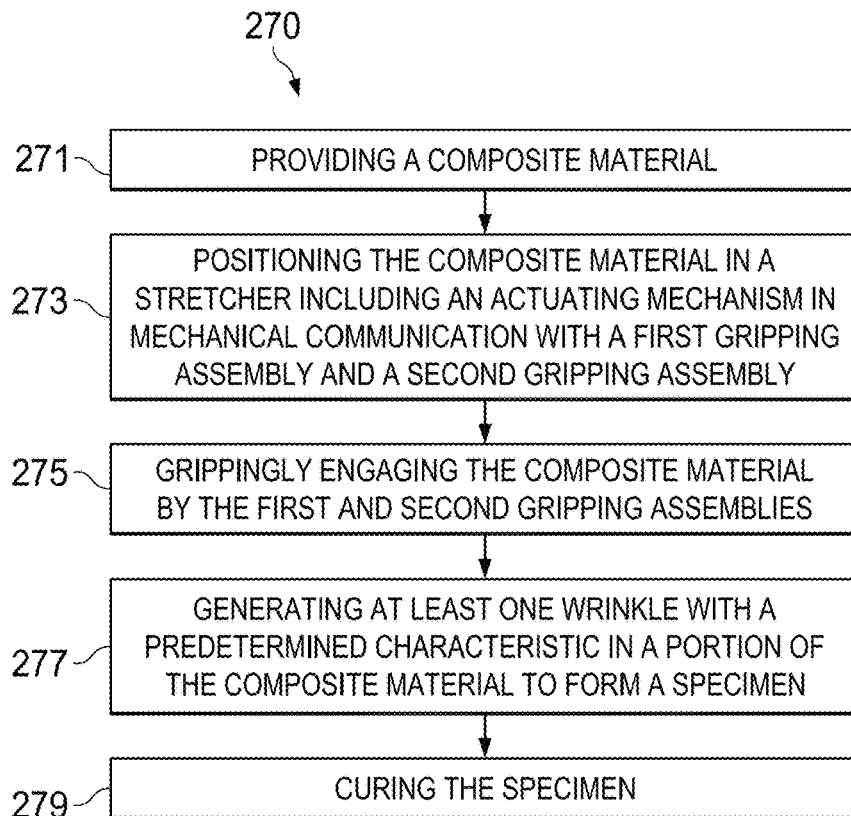 270
271
PROVIDING A COMPOSITE MATERIAL
273
POSITIONING THE COMPOSITE MATERIAL IN A
STRETCHER INCLUDING AN ACTUATING MECHANISM IN
MECHANICAL COMMUNICATION WITH A FIRST GRIPPING
ASSEMBLY AND A SECOND GRIPPING ASSEMBLY
275
GRIPPINGLY ENGAGING THE COMPOSITE MATERIAL
BY THE FIRST AND SECOND GRIPPING ASSEMBLIES
277
GENERATING AT LEAST ONE WRINKLE WITH A
PREDETERMINED CHARACTERISTIC IN A PORTION OF
THE COMPOSITE MATERIAL TO FORM A SPECIMEN
279
CURING THE SPECIMEN